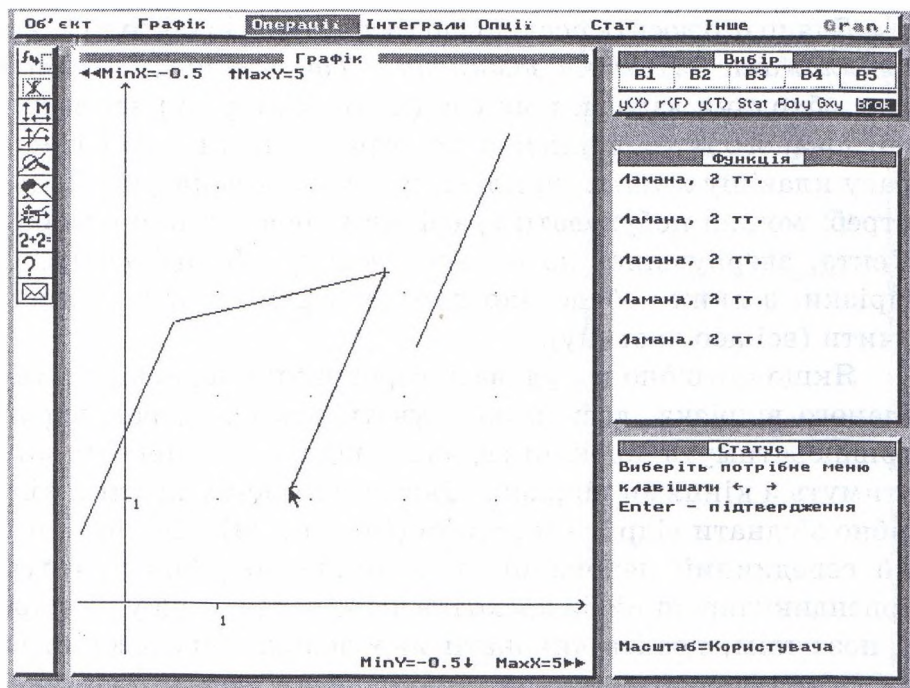 Об'єкт Графік Операції Інтеграли Опції Стат. Інше Gran1
Графік
◄◄MinX=-0.5 ↑MaxY=5
1
1
MinY=-0.5↓ MaxX=5►►
2+2=
?
Вибір
B1 B2 B3 B4 B5
y(X) r(F) y(T) Stat Poly Gxy Brok
Функція
Ламана, 2 тт.
Ламана, 2 тт.
Ламана, 2 тт.
Ламана, 2 тт.
Ламана, 2 тт.
Статус
Виберіть потрібне меню
клавішами ←, →
Enter - підтвердження
Масштаб=Користувача